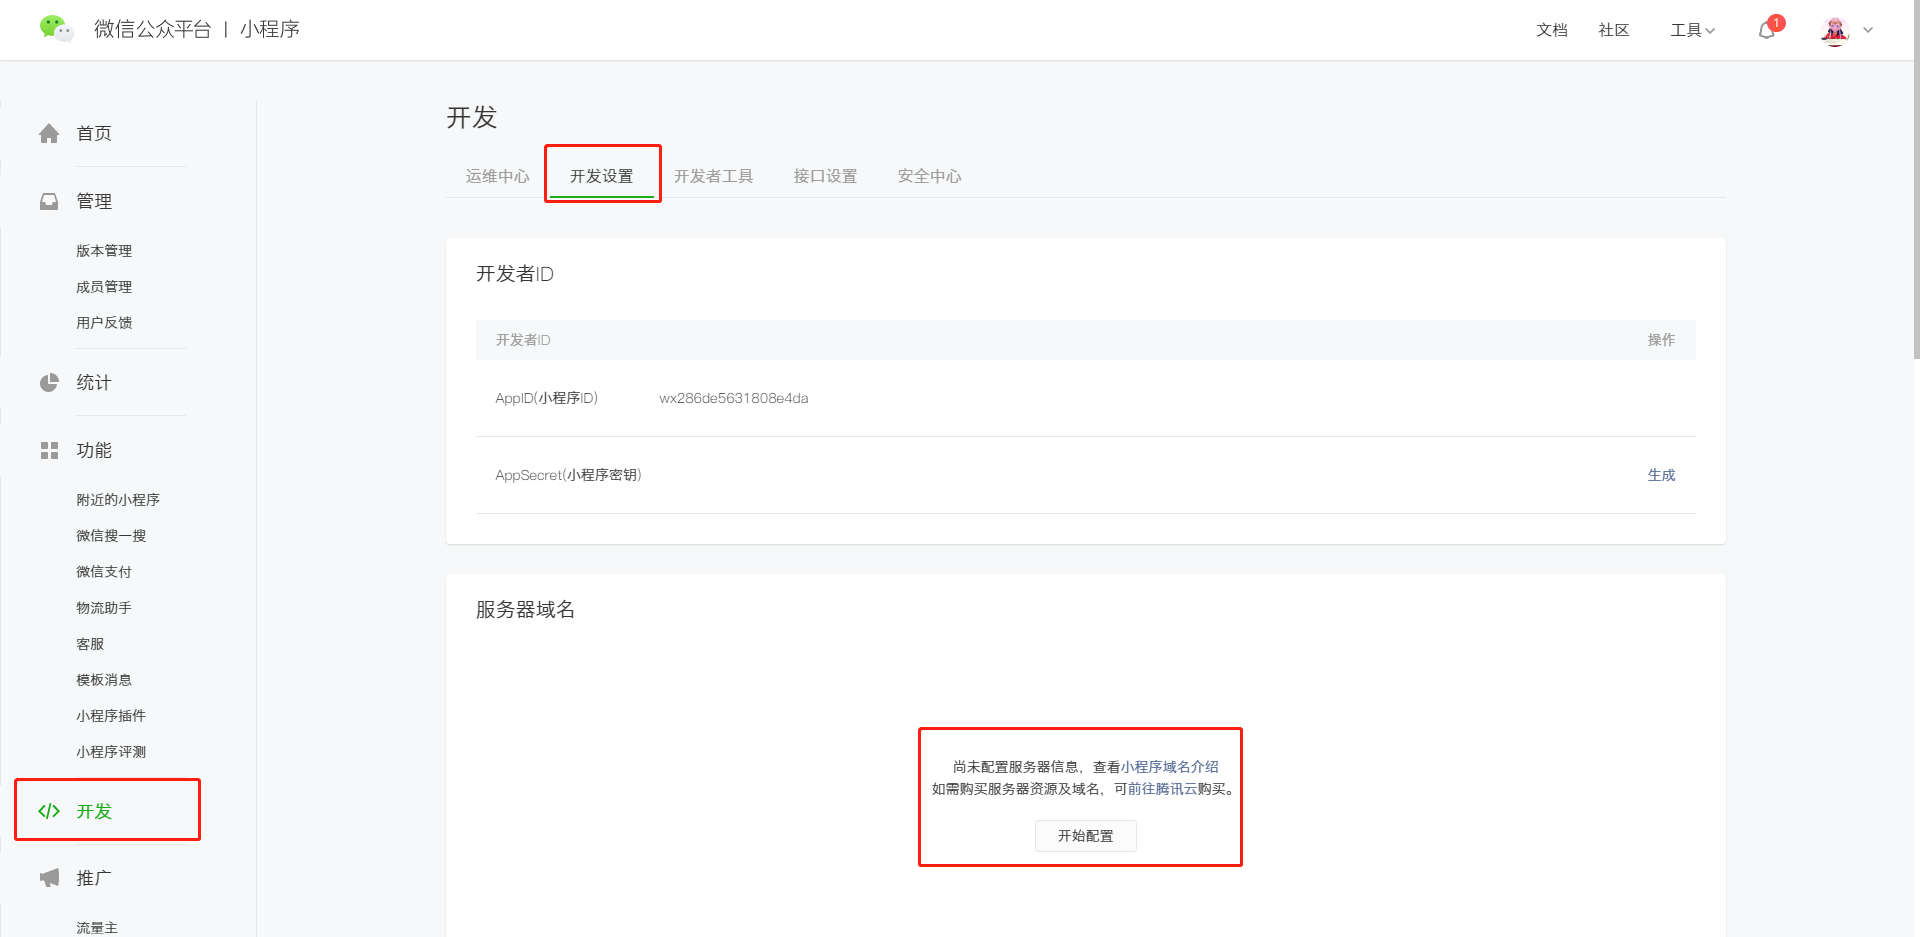 微信公众平台 | 小程序
文档
社区
工具
1
首页
管理
版本管理
成员管理
用户反馈
统计
功能
附近的小程序
微信搜一搜
微信支付
物流助手
客服
模板消息
小程序插件
小程序评测
开发
推广
流量主
开发
运维中心
开发设置
开发者工具
接口设置
安全中心
开发者ID
开发者ID
操作
AppID(小程序ID)
wx286de5631808e4da
AppSecret(小程序密钥)
生成
服务器域名
尚未配置服务器信息，查看小程序域名介绍
如需购买服务器资源及域名，可前往腾讯云购买。
开始配置